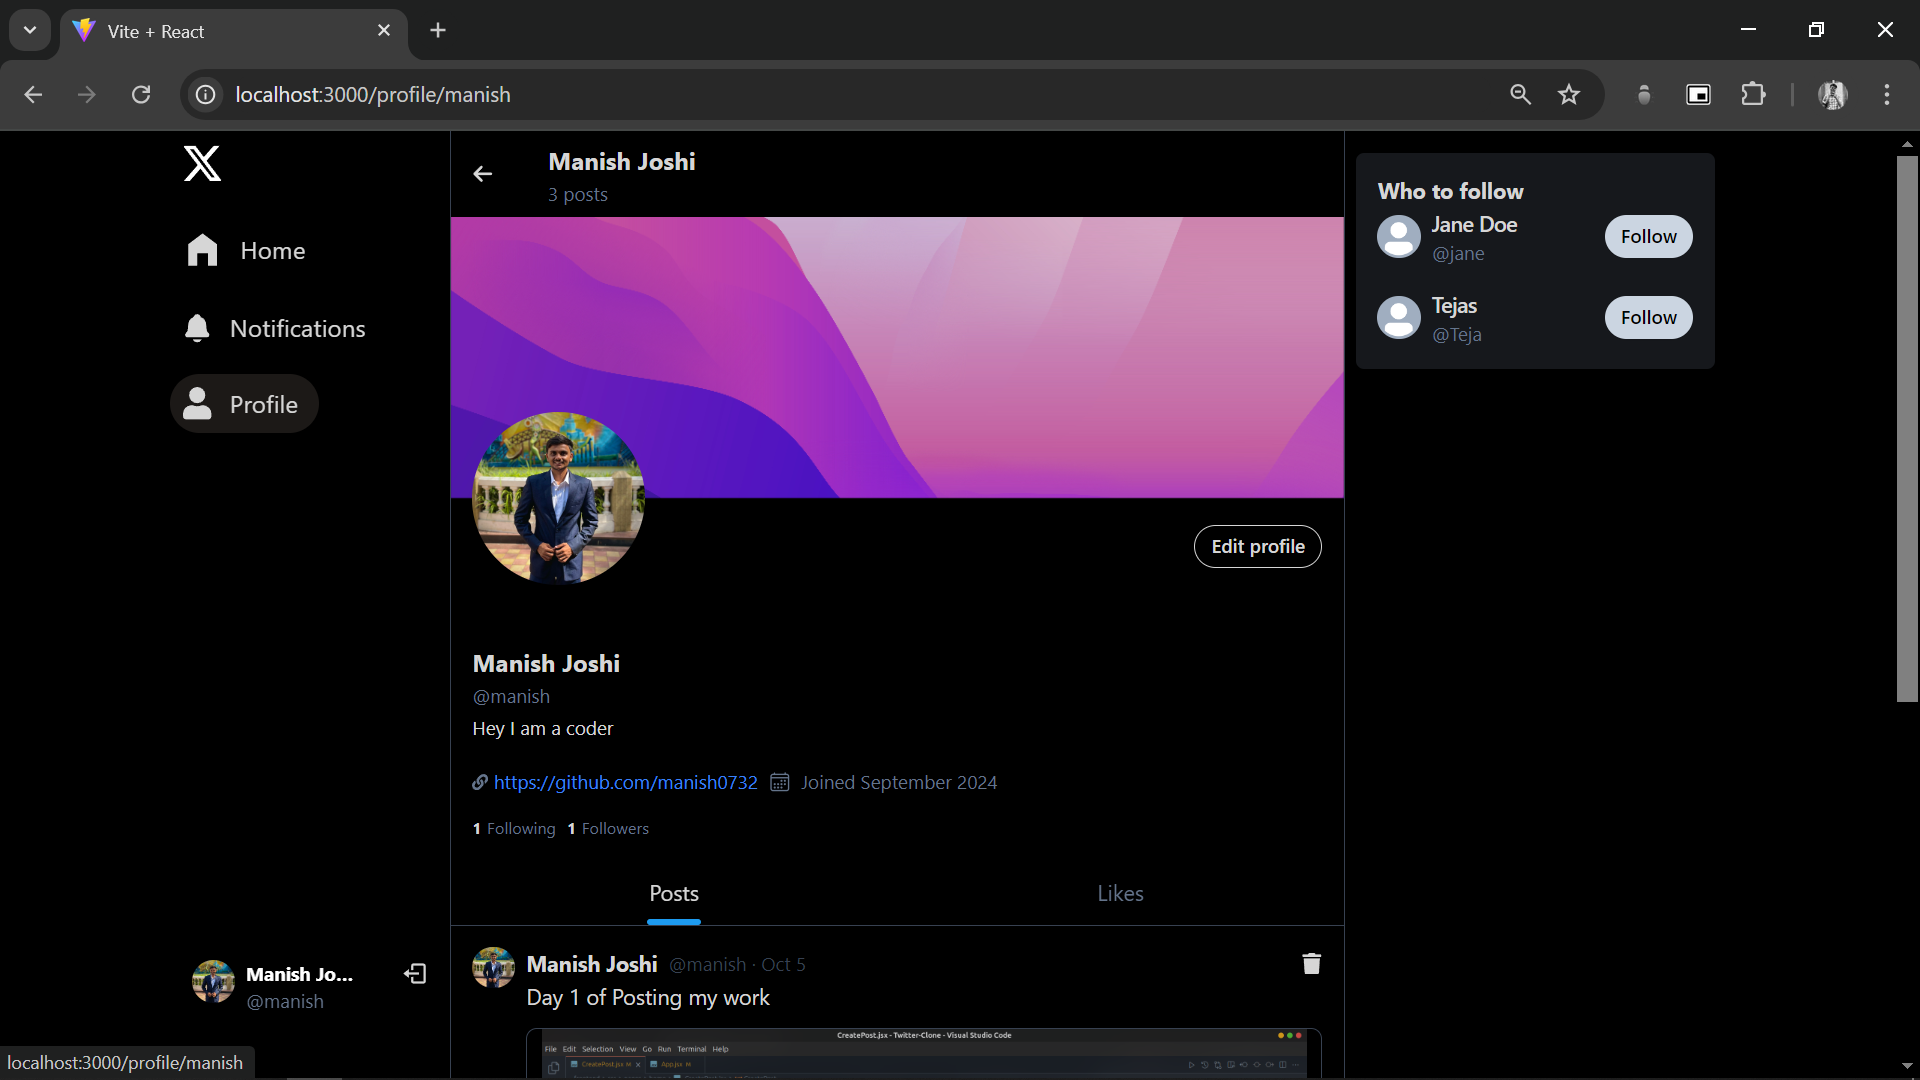 Vite + React
localhost:3000/profile/manish
Home
Notifications
Profile
Manish Jo...
@manish
localhost:3000/profile/manish
Manish Joshi
3 posts
Edit profile
Manish Joshi
@manish
Hey I am a coder
https://github.com/manish0732 Joined September 2024
1 Following 1 Followers
Posts Likes
Manish Joshi @manish · Oct 5
Day 1 of Posting my work
CreatePost.jsx - Twitter-Clone - Visual Studio Code
File Edit Selection View Go Run Terminal Help
CreatePost.jsx M App.jsx M
Who to follow
Jane Doe
@jane
Follow
Tejas
@Teja
Follow